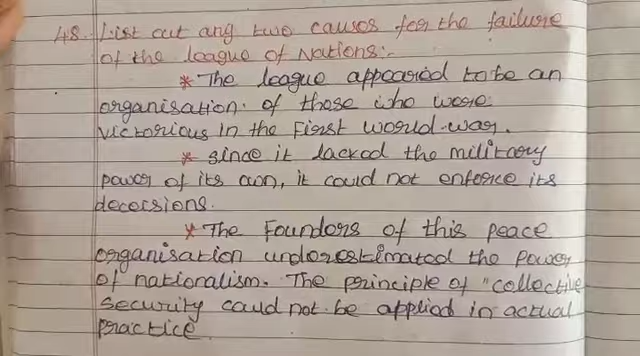 48. List out any two causes for the failure
of the league of Nations:-
* The league appeared to be an
organisation. of those who were
victorious in the First world-war.
* since it lacked the military
power of its own, it could not enforce its
decessions.
* The Founders of this peace
organisation underestimated the power
of nationalism. The principle of "collective
security could not be applied in actual
practice.